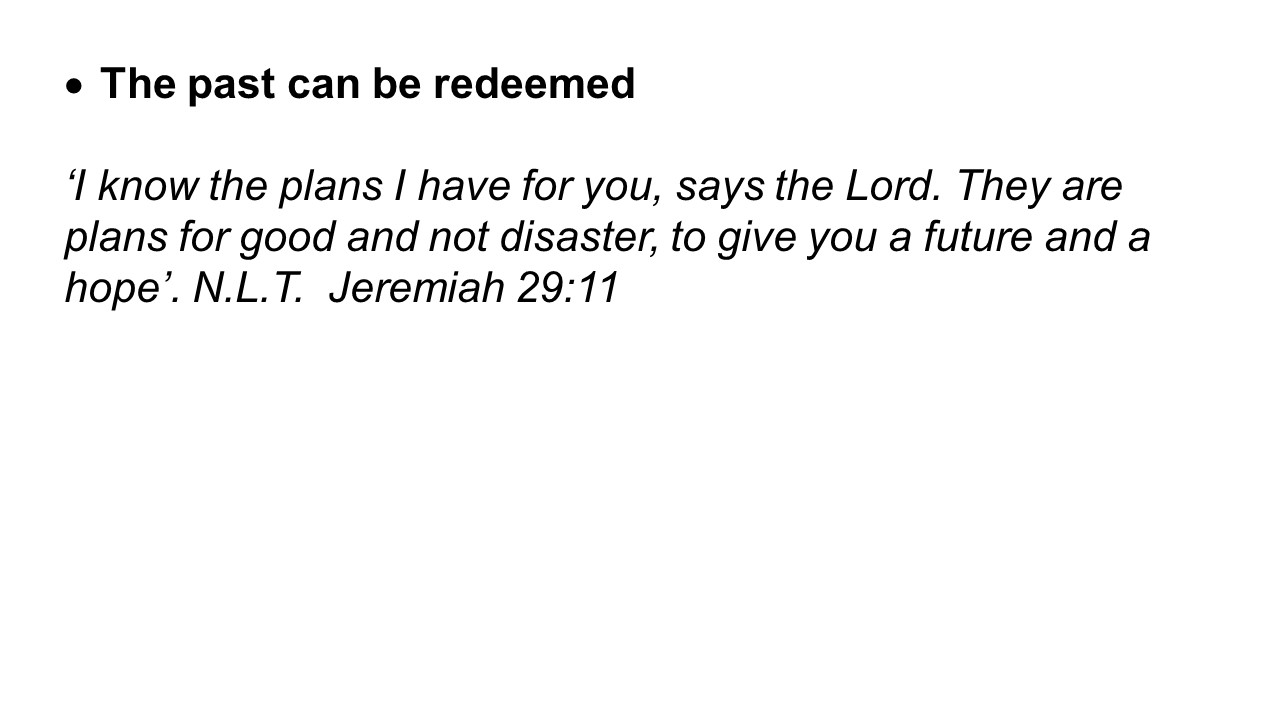 • The past can be redeemed
‘I know the plans I have for you, says the Lord. They are
plans for good and not disaster, to give you a future and a
hope’. N.L.T.  Jeremiah 29:11